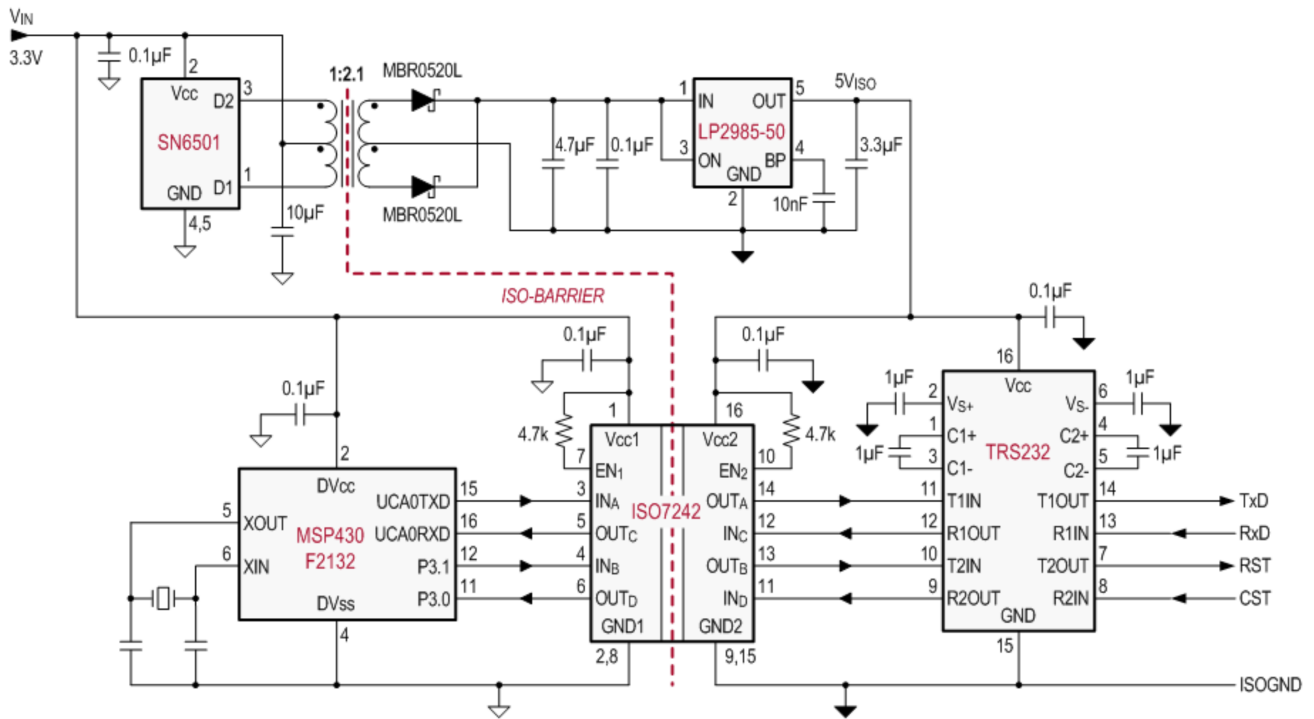 VIN
3.3V
0.1µF
2
Vcc
D2
3
SN6501
D1
1
GND
4,5
10µF
1:2.1
MBR0520L
MBR0520L
4.7µF
0.1µF
1
IN
OUT
5
LP2985-50
3
ON
BP
4
GND
2
10nF
5VISO
3.3µF
ISO-BARRIER
0.1µF
0.1µF
0.1µF
0.1µF
4.7k
4.7k
1
Vcc1
16
Vcc2
7
EN1
10
EN2
3
INA
OUTA
14
ISO7242
5
OUTC
INC
12
4
INB
OUTB
13
6
OUTD
IND
11
GND1
GND2
2,8
9,15
2
DVcc
5
XOUT
UCA0TXD
15
MSP430
F2132
UCA0RXD
16
6
XIN
P3.1
12
P3.0
11
DVss
4
16
Vcc
1µF
2
VS+
VS-
6
1µF
1
C1+
C2+
4
TRS232
1µF
3
C1-
C2-
5
1µF
11
T1IN
T1OUT
14
TxD
12
R1OUT
R1IN
13
RxD
10
T2IN
T2OUT
7
RST
9
R2OUT
R2IN
8
CST
GND
15
ISOGND